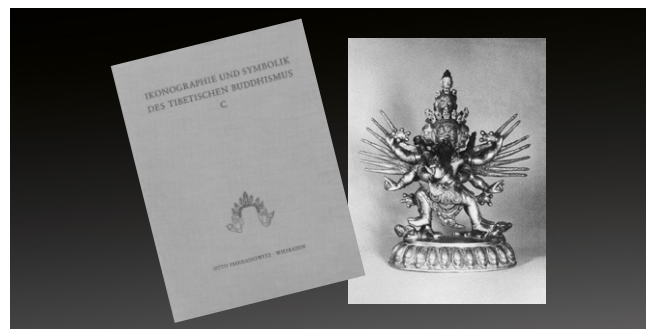 IKONOGRAPHIE UND SYMBOLIK
DES TIBETISCHEN BUDDHISMUS
C
OTTO HARRASSOWITZ · WIESBADEN